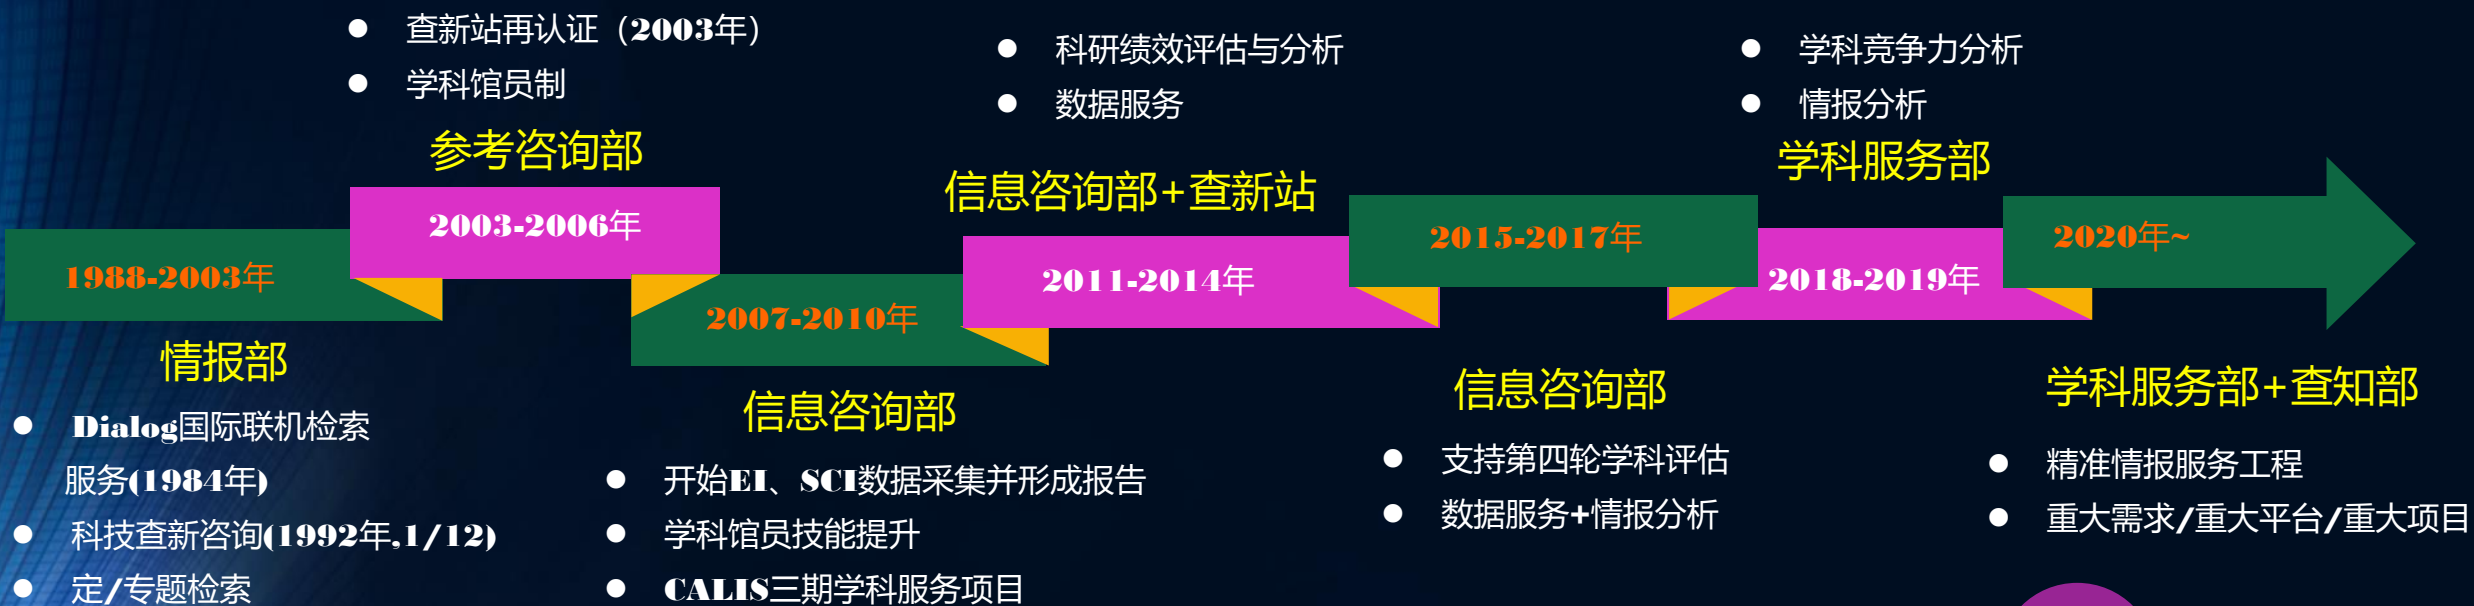 查新站再认证（2003年）
学科馆员制
参考咨询部
2003-2006年
1988-2003年
情报部
Dialog国际联机检索
服务(1984年)
科技查新咨询(1992年,1/12)
定/专题检索
2007-2010年
信息咨询部
开始EI、SCI数据采集并形成报告
学科馆员技能提升
CALIS三期学科服务项目
科研绩效评估与分析
数据服务
信息咨询部+查新站
2011-2014年
2015-2017年
信息咨询部
支持第四轮学科评估
数据服务+情报分析
学科竞争力分析
情报分析
学科服务部
2018-2019年
2020年~
学科服务部+查知部
精准情报服务工程
重大需求/重大平台/重大项目